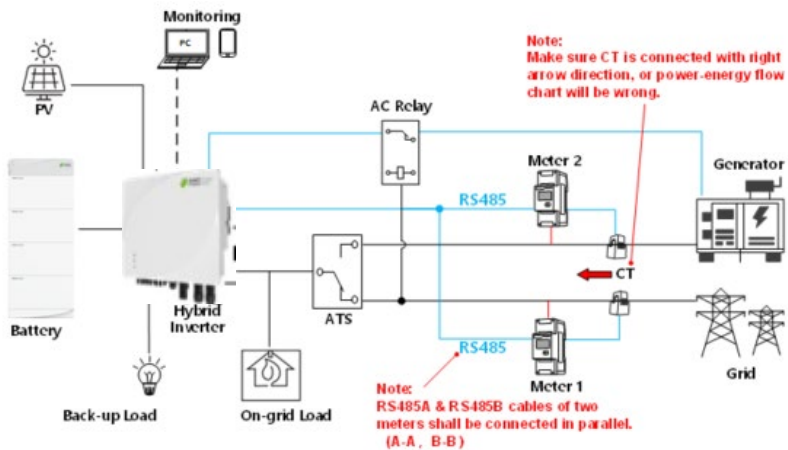 Monitoring
PC
Note:
Make sure CT is connected with right
arrow direction, or power-energy flow
chart will be wrong.
PV
AC Relay
Meter 2
Generator
RS485
CT
ATS
Hybrid
Inverter
Battery
RS485
Meter 1
Grid
Note:
RS485A & RS485B cables of two
meters shall be connected in parallel.
(A-A, B-B)
Back-up Load
On-grid Load